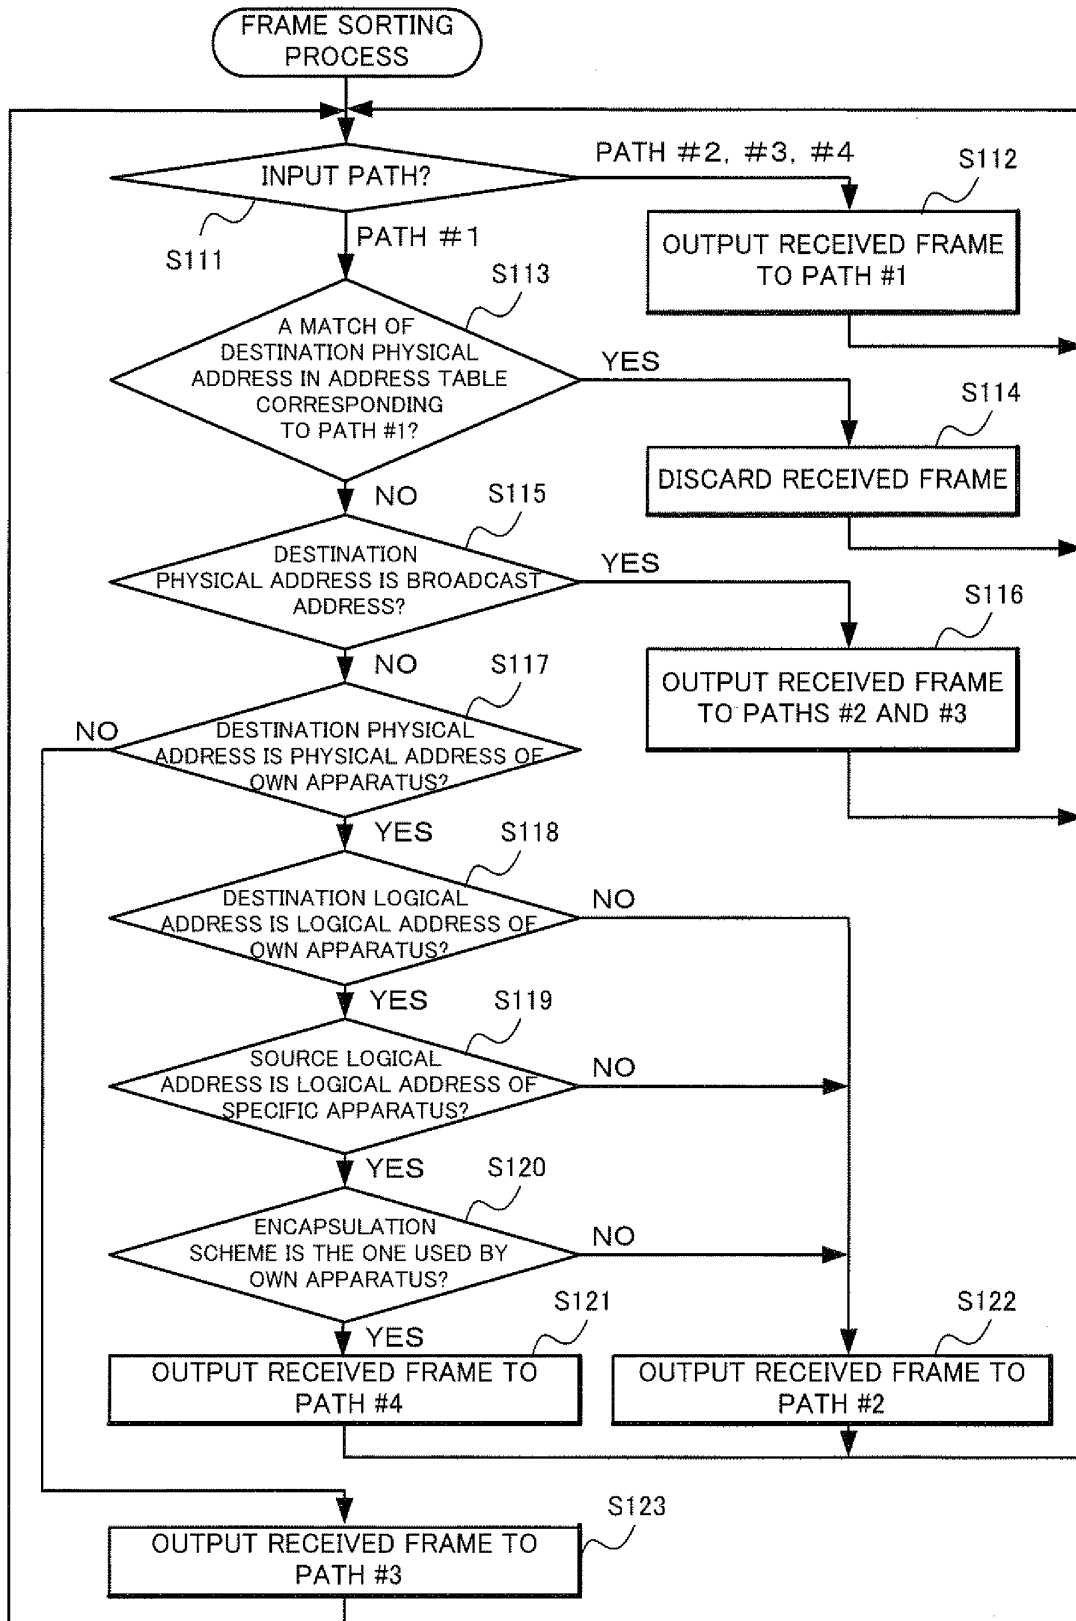 FRAME SORTING
PROCESS
INPUT PATH?
PATH #2, #3, #4
S112
OUTPUT RECEIVED FRAME
TO PATH #1
S111
PATH #1
S113
A MATCH OF
DESTINATION PHYSICAL
ADDRESS IN ADDRESS TABLE
CORRESPONDING
TO PATH #1?
YES
S114
DISCARD RECEIVED FRAME
NO
S115
DESTINATION
PHYSICAL ADDRESS IS BROADCAST
ADDRESS?
YES
S116
OUTPUT RECEIVED FRAME
TO PATHS #2 AND #3
NO
S117
NO
DESTINATION PHYSICAL
ADDRESS IS PHYSICAL ADDRESS OF
OWN APPARATUS?
YES
S118
DESTINATION LOGICAL
ADDRESS IS LOGICAL ADDRESS OF
OWN APPARATUS?
NO
YES
S119
SOURCE LOGICAL
ADDRESS IS LOGICAL ADDRESS OF
SPECIFIC APPARATUS?
NO
YES
S120
ENCAPSULATION
SCHEME IS THE ONE USED BY
OWN APPARATUS?
NO
YES
S121
OUTPUT RECEIVED FRAME TO
PATH #4
S122
OUTPUT RECEIVED FRAME TO
PATH #2
S123
OUTPUT RECEIVED FRAME TO
PATH #3